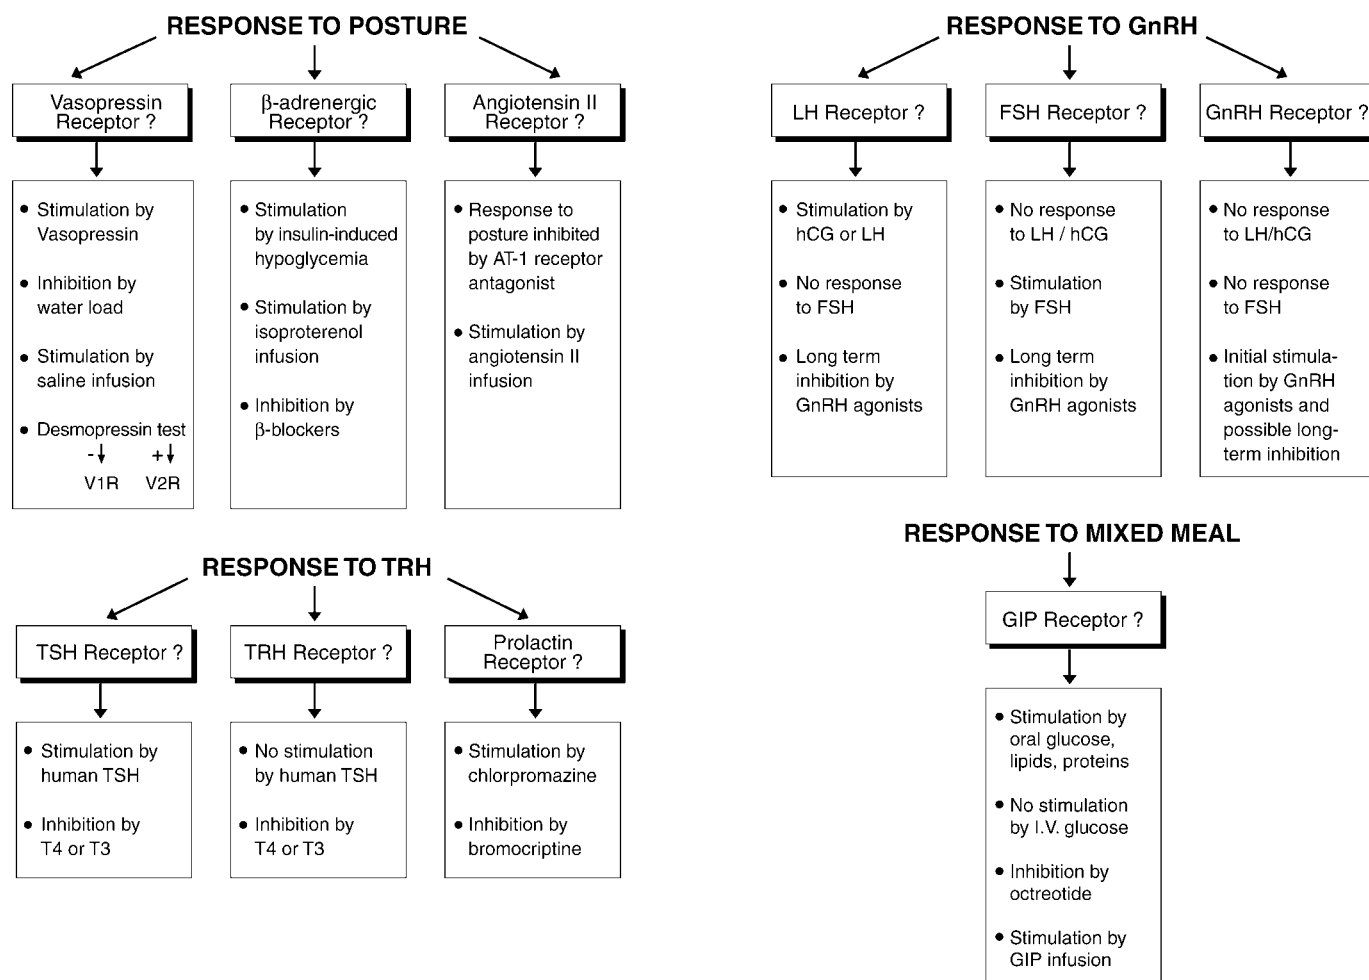 RESPONSE TO POSTURE
Vasopressin
Receptor ?
β-adrenergic
Receptor ?
Angiotensin II
Receptor ?
● Stimulation by
Vasopressin
● Inhibition by
water load
● Stimulation by
saline infusion
● Desmopressin test
- +
V1R V2R
● Stimulation
by insulin-induced
hypoglycemia
● Stimulation by
isoproterenol
infusion
● Inhibition by
β-blockers
● Response to
posture inhibited
by AT-1 receptor
antagonist
● Stimulation by
angiotensin II
infusion
RESPONSE TO GnRH
LH Receptor ?
FSH Receptor ?
GnRH Receptor ?
● Stimulation by
hCG or LH
● No response
to FSH
● Long term
inhibition by
GnRH agonists
● No response
to LH / hCG
● Stimulation
by FSH
● Long term
inhibition by
GnRH agonists
● No response
to LH/hCG
● No response
to FSH
● Initial stimula-
tion by GnRH
agonists and
possible long-
term inhibition
RESPONSE TO TRH
TSH Receptor ?
TRH Receptor ?
Prolactin
Receptor ?
● Stimulation by
human TSH
● Inhibition by
T4 or T3
● No stimulation
by human TSH
● Inhibition by
T4 or T3
● Stimulation by
chlorpromazine
● Inhibition by
bromocriptine
RESPONSE TO MIXED MEAL
GIP Receptor ?
● Stimulation by
oral glucose,
lipids, proteins
● No stimulation
by I.V. glucose
● Inhibition by
octreotide
● Stimulation by
GIP infusion